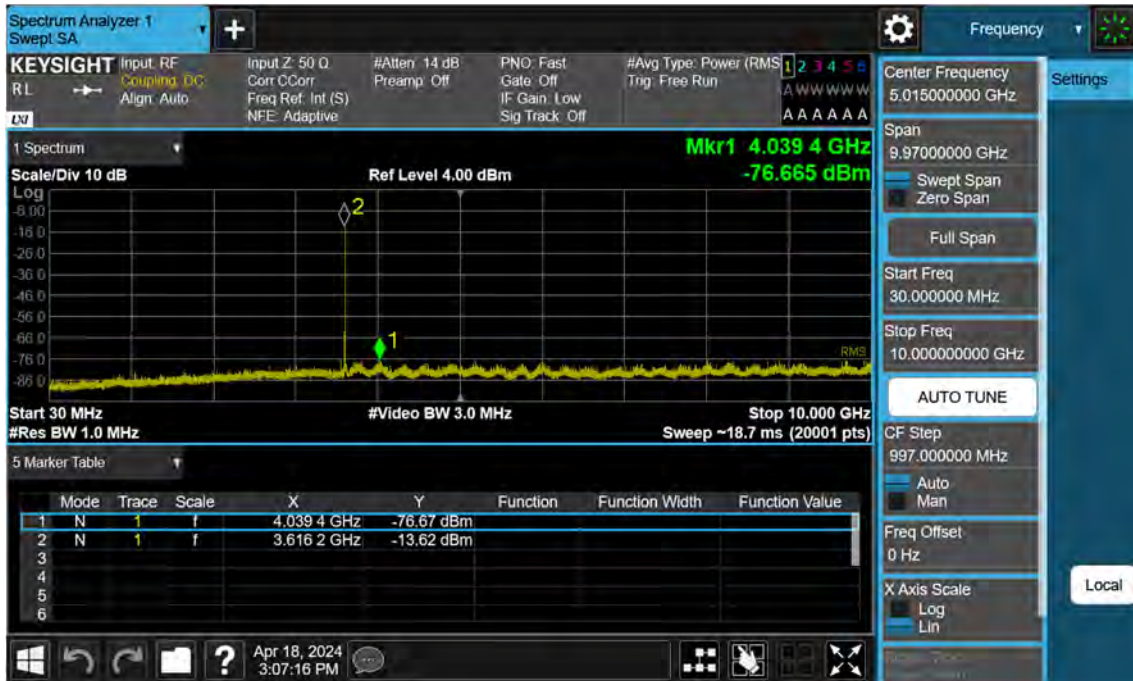 Spectrum Analyzer 1
Swept SA
+
Frequency
KEYSIGHT
RL
LXI
Input: RF
Coupling: DC
Align: Auto
Input Z: 50 Ω
Corr CCorr
Freq Ref: Int (S)
NFE: Adaptive
#Atten: 14 dB
Preamp: Off
PNO: Fast
Gate: Off
IF Gain: Low
Sig Track: Off
#Avg Type: Power (RMS
Trig: Free Run
1 2 3 4 5 6
A W W W W W
A A A A A A
Center Frequency
5.015000000 GHz
Settings
1 Spectrum
Mkr1 4.039 4 GHz
-76.665 dBm
Scale/Div 10 dB
Ref Level 4.00 dBm
Log
-6.00
-16.0
-26.0
-36.0
-46.0
-56.0
-66.0
-76.0
-86.0
2
1
RMS
Start 30 MHz
#Video BW 3.0 MHz
Stop 10.000 GHz
#Res BW 1.0 MHz
Sweep ~18.7 ms (20001 pts)
Span
9.97000000 GHz
Swept Span
Zero Span
Full Span
Start Freq
30.000000 MHz
Stop Freq
10.000000000 GHz
AUTO TUNE
CF Step
997.000000 MHz
Auto
Man
Freq Offset
0 Hz
X Axis Scale
Log
Lin
Local
5 Marker Table
Mode Trace Scale X Y Function Function Width Function Value
1 N 1 f 4.039 4 GHz -76.67 dBm
2 N 1 f 3.616 2 GHz -13.62 dBm
3
4
5
6
?
Apr 18, 2024
3:07:16 PM